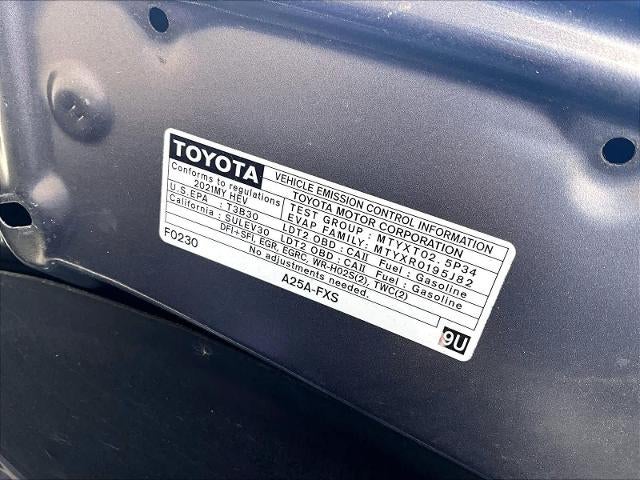 TOYOTA
VEHICLE EMISSION CONTROL INFORMATION
TOYOTA MOTOR CORPORATION
Conforms to regulations
2021MY HEV
TEST GROUP: MTYXT02.5P34
EVAP FAMILY: MTYXR0195J82
U.S.EPA : T3B30 LDT2 OBD : CAII Fuel : Gasoline
California : SULEV30 LDT2 OBD : CAII Fuel : Gasoline
DFI+SFI, EGR, EGRC, WR-HO2S(2), TWC(2)
No adjustments needed.
F0230
A25A-FXS
9U